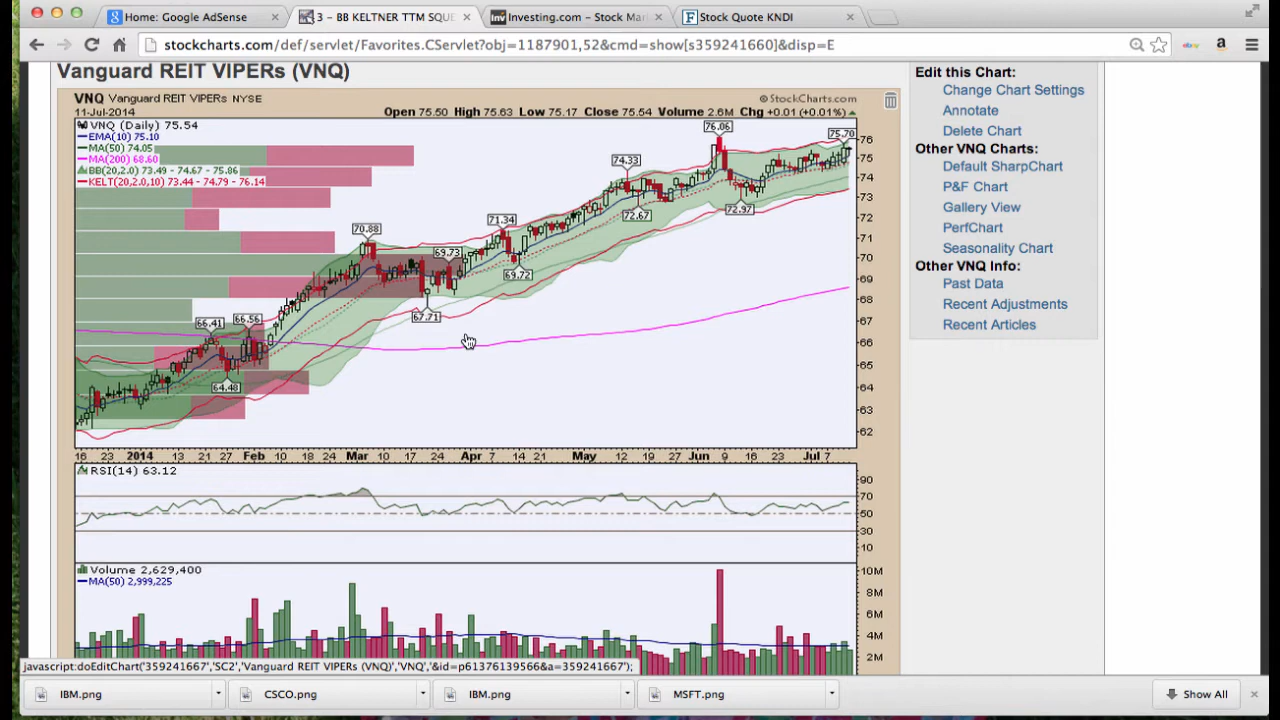 Home: Google AdSense
3 – BB KELTNER TTM SQUE
Investing.com – Stock Mar
Stock Quote KNDI
stockcharts.com/def/servlet/Favorites.CServlet?obj=1187901,52&cmd=show[s359241660]&disp=E
Vanguard REIT VIPERs (VNQ)
VNQ Vanguard REIT VIPERs NYSE
© StockCharts.com
11-Jul-2014
Open 75.50 High 75.63 Low 75.17 Close 75.54 Volume 2.6M Chg +0.01 (+0.01%)
VNQ (Daily) 75.54
EMA(10) 75.10
MA(50) 74.05
MA(200) 68.60
BB(20,2.0) 73.49 - 74.67 - 75.86
KELT(20,2.0,10) 73.44 - 74.79 - 76.14
76.06
75.70
74.33
72.67
72.97
71.34
70.88
69.73
69.72
67.71
66.41
66.56
64.48
76
75
74
73
72
71
70
69
68
67
66
65
64
63
62
16 23 2014 13 21 27 Feb 10 18 24 Mar 10 17 24 Apr 7 14 21 May 12 19 27 Jun 9 16 23 Jul 7
RSI(14) 63.12
90
70
50
30
10
Volume 2,629,400
MA(50) 2,999,225
10M
8M
6M
4M
2M
Edit this Chart:
Change Chart Settings
Annotate
Delete Chart
Other VNQ Charts:
Default SharpChart
P&F Chart
Gallery View
PerfChart
Seasonality Chart
Other VNQ Info:
Past Data
Recent Adjustments
Recent Articles
javascript:doEditChart('359241667','SC2','Vanguard REIT VIPERs (VNQ)','VNQ','&id=p61376139566&a=359241667');
IBM.png
CSCO.png
IBM.png
MSFT.png
Show All